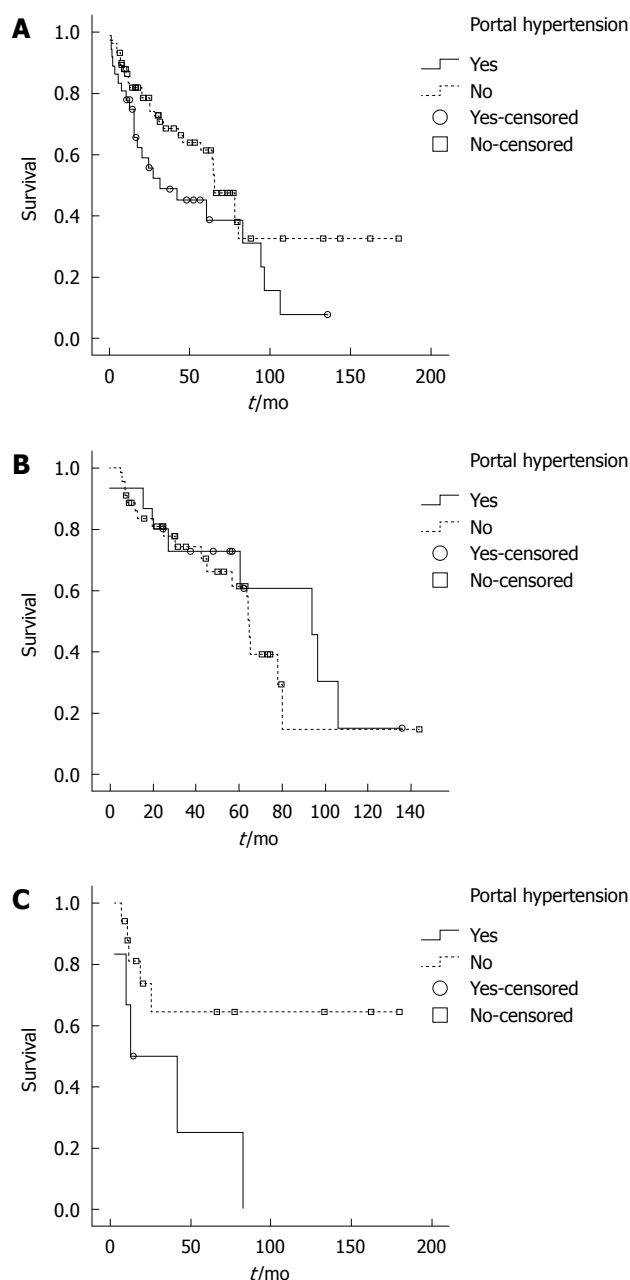 A
Portal hypertension
Yes
No
Yes-censored
No-censored
Survival
1.0
0.8
0.6
0.4
0.2
0.0
0 50 100 150 200
t/mo
B
Portal hypertension
Yes
No
Yes-censored
No-censored
Survival
1.0
0.8
0.6
0.4
0.2
0.0
0 20 40 60 80 100 120 140
t/mo
C
Portal hypertension
Yes
No
Yes-censored
No-censored
Survival
1.0
0.8
0.6
0.4
0.2
0.0
0 50 100 150 200
t/mo